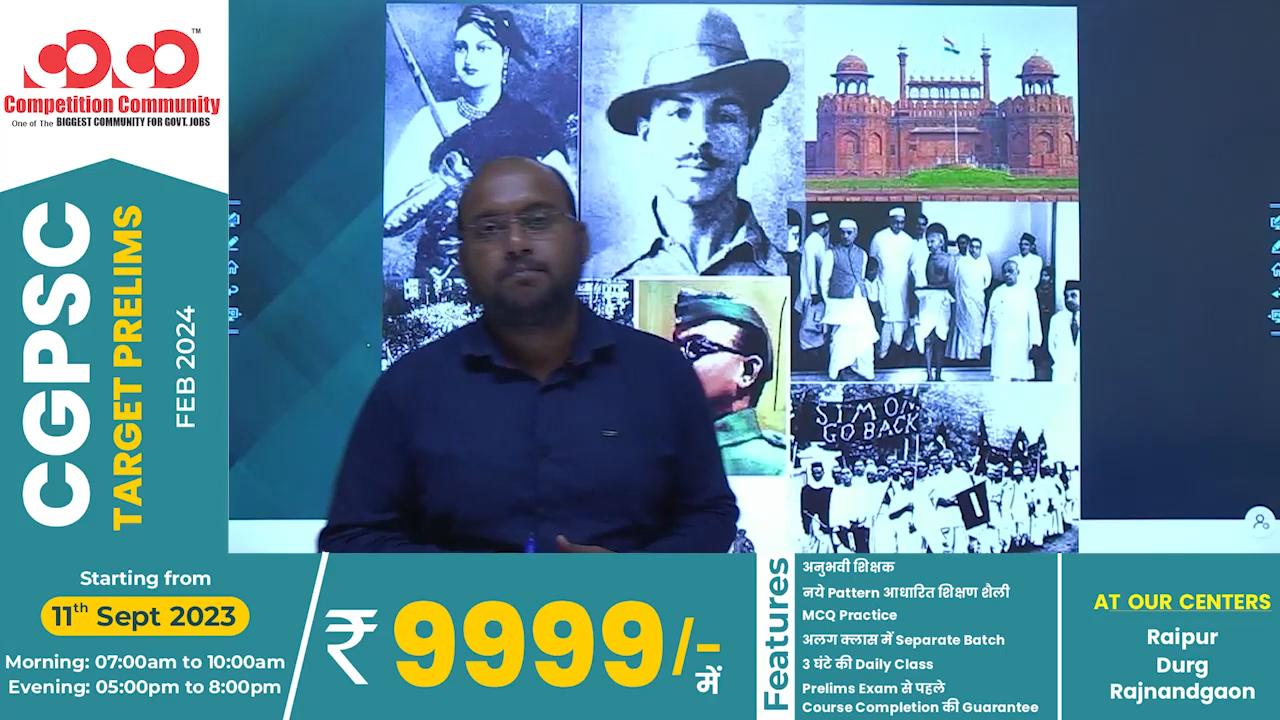 TM
Competition Community
One of The BIGGEST COMMUNITY FOR GOVT. JOBS
CGPSC
TARGET PRELIMS
FEB 2024
SIMON
GO BACK
Starting from
11th Sept 2023
Morning: 07:00am to 10:00am
Evening: 05:00pm to 8:00pm
₹ 9999/- में
Features
अनुभवी शिक्षक
नये Pattern आधारित शिक्षण शैली
MCQ Practice
अलग क्लास में Separate Batch
3 घंटे की Daily Class
Prelims Exam से पहले
Course Completion की Guarantee
AT OUR CENTERS
Raipur
Durg
Rajnandgaon